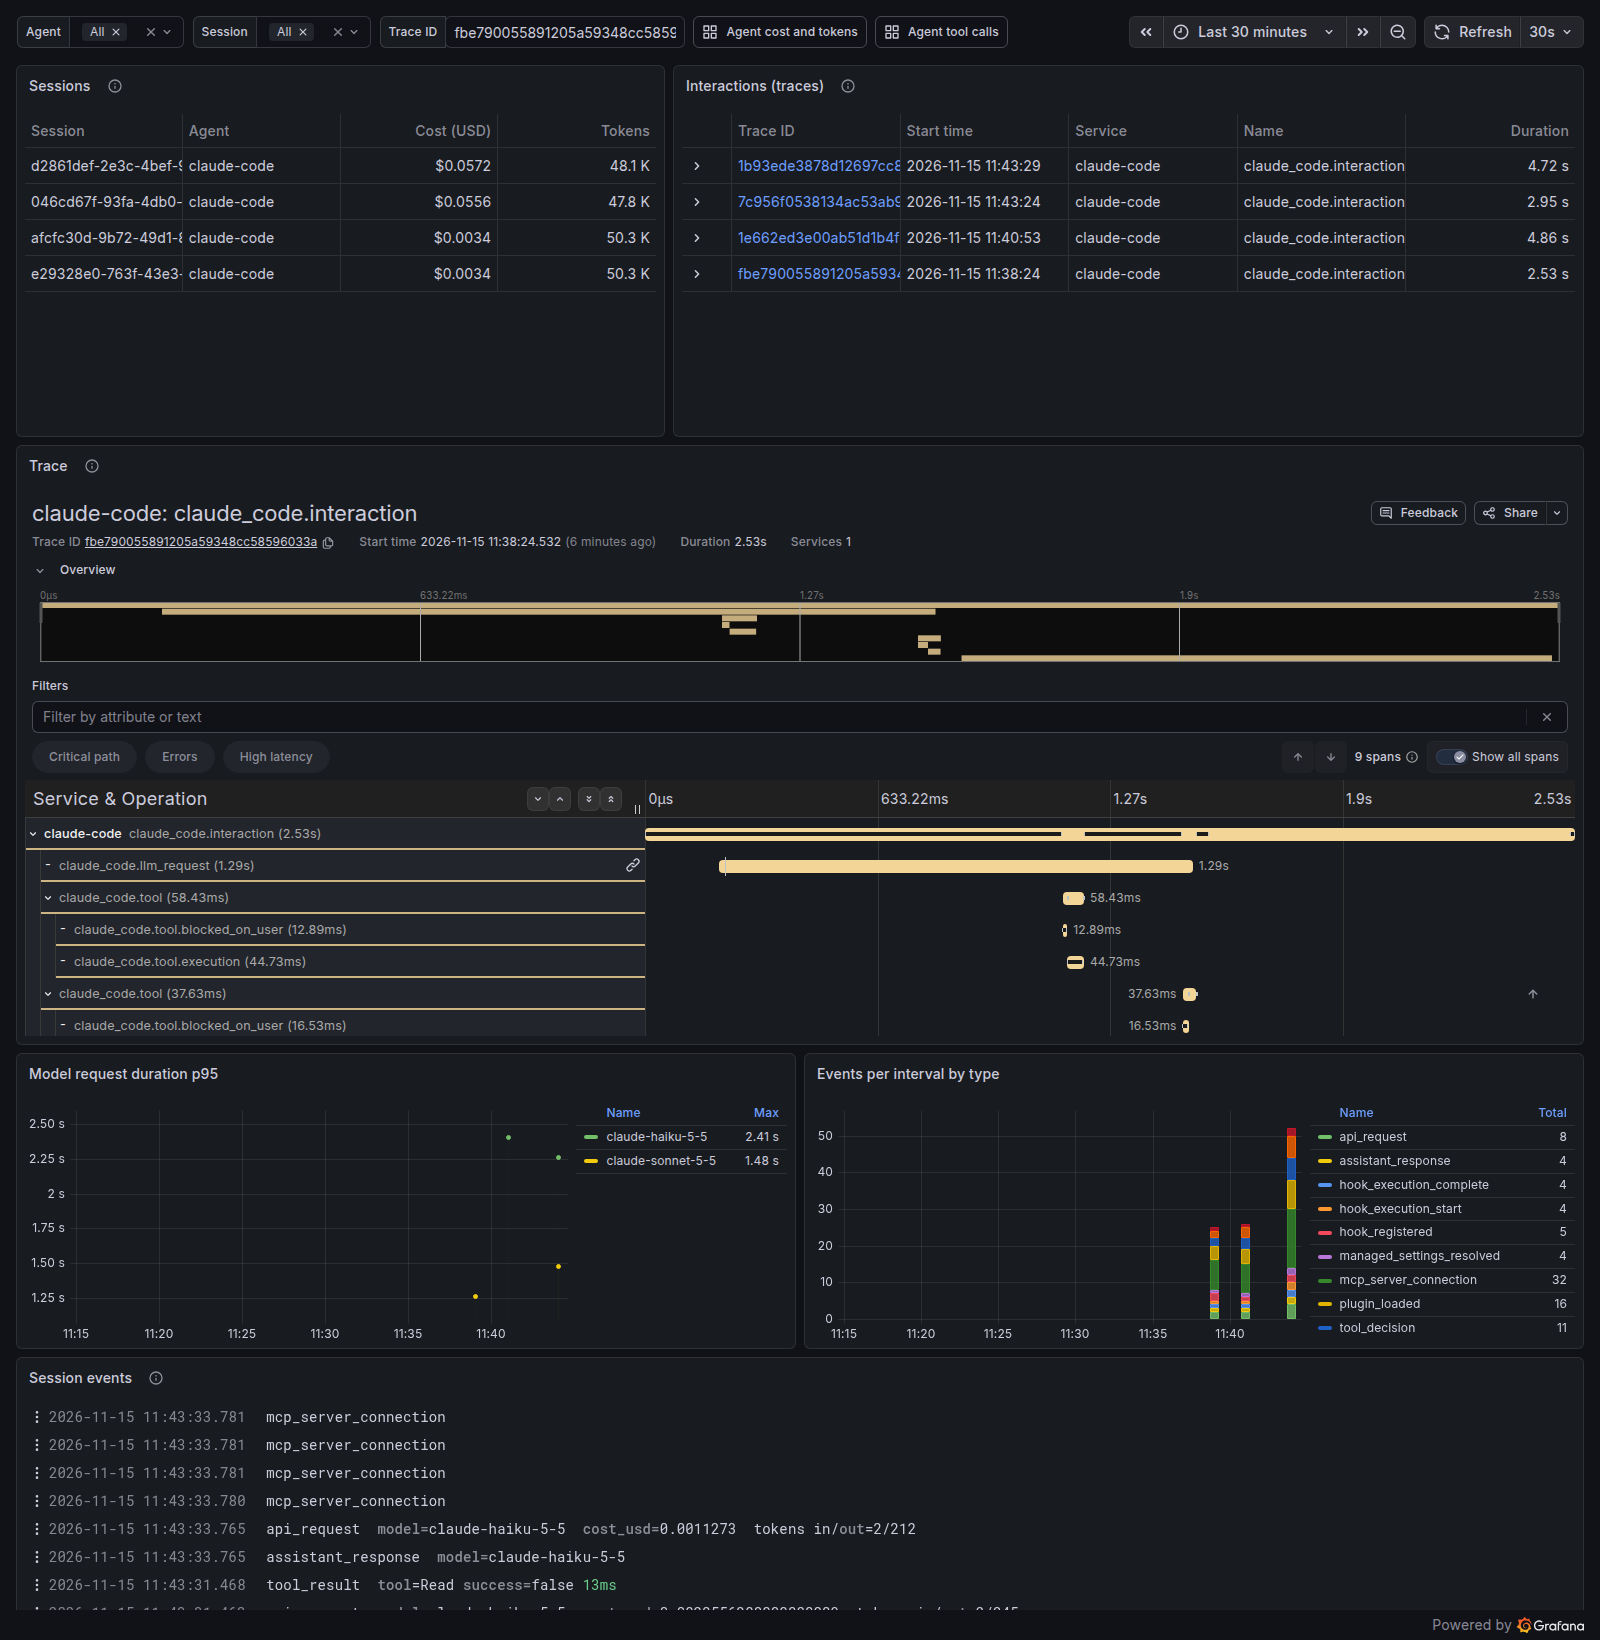 Agent All Session All Trace ID fbe790055891205a59348cc5859 Agent cost and tokens Agent tool calls Last 30 minutes Refresh 30s
Sessions
Session Agent Cost (USD) Tokens
d2861def-2e3c-4bef-9 claude-code $0.0572 48.1 K
046cd67f-93fa-4db0- claude-code $0.0556 47.8 K
afcfc30d-9b72-49d1-8 claude-code $0.0034 50.3 K
e29328e0-763f-43e3- claude-code $0.0034 50.3 K
Interactions (traces)
Trace ID Start time Service Name Duration
1b93ede3878d12697cc8 2026-11-15 11:43:29 claude-code claude_code.interaction 4.72 s
7c956f0538134ac53ab9 2026-11-15 11:43:24 claude-code claude_code.interaction 2.95 s
1e662ed3e00ab51d1b4f 2026-11-15 11:40:53 claude-code claude_code.interaction 4.86 s
fbe790055891205a5934 2026-11-15 11:38:24 claude-code claude_code.interaction 2.53 s
Trace
claude-code: claude_code.interaction
Feedback Share
Trace ID fbe790055891205a59348cc58596033a Start time 2026-11-15 11:38:24.532 (6 minutes ago) Duration 2.53s Services 1
Overview
0μs 633.22ms 1.27s 1.9s 2.53s
Filters
Filter by attribute or text
Critical path Errors High latency 9 spans Show all spans
Service & Operation 0μs 633.22ms 1.27s 1.9s 2.53s
claude-code claude_code.interaction (2.53s)
claude_code.llm_request (1.29s) 1.29s
claude_code.tool (58.43ms) 58.43ms
claude_code.tool.blocked_on_user (12.89ms) 12.89ms
claude_code.tool.execution (44.73ms) 44.73ms
claude_code.tool (37.63ms) 37.63ms
claude_code.tool.blocked_on_user (16.53ms) 16.53ms
Model request duration p95
2.50 s
2.25 s
2 s
1.75 s
1.50 s
1.25 s
11:15 11:20 11:25 11:30 11:35 11:40
Name Max
claude-haiku-5-5 2.41 s
claude-sonnet-5-5 1.48 s
Events per interval by type
50
40
30
20
10
0
11:15 11:20 11:25 11:30 11:35 11:40
Name Total
api_request 8
assistant_response 4
hook_execution_complete 4
hook_execution_start 4
hook_registered 5
managed_settings_resolved 4
mcp_server_connection 32
plugin_loaded 16
tool_decision 11
Session events
2026-11-15 11:43:33.781 mcp_server_connection
2026-11-15 11:43:33.781 mcp_server_connection
2026-11-15 11:43:33.781 mcp_server_connection
2026-11-15 11:43:33.780 mcp_server_connection
2026-11-15 11:43:33.765 api_request model=claude-haiku-5-5 cost_usd=0.0011273 tokens in/out=2/212
2026-11-15 11:43:33.765 assistant_response model=claude-haiku-5-5
2026-11-15 11:43:31.468 tool_result tool=Read success=false 13ms
Powered by Grafana